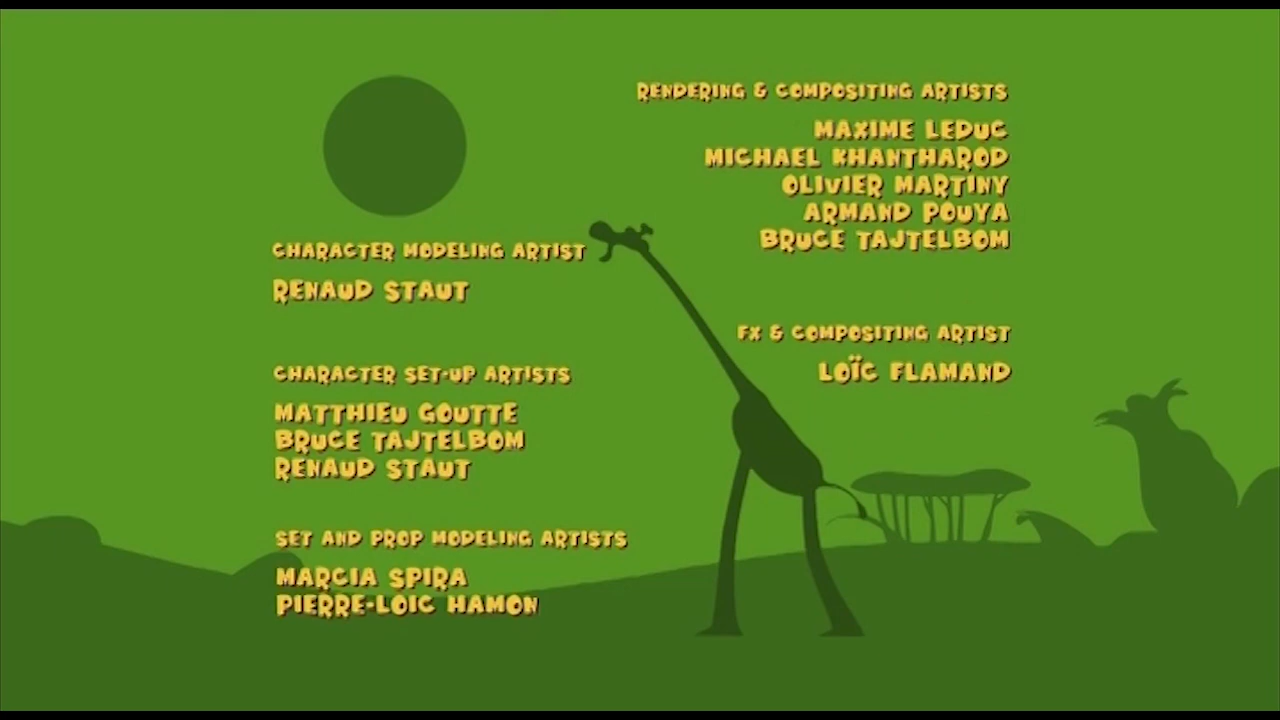 CHARACTER MODELING ARTIST
RENAUD STAUT
CHARACTER SET-UP ARTISTS
MATTHIEU GOUTTE
BRUCE TAJTELBOM
RENAUD STAUT
SET AND PROP MODELING ARTISTS
MARCIA SPIRA
PIERRE-LOIC HAMON
RENDERING & COMPOSITING ARTISTS
MAXIME LEDUC
MICHAEL KHANTHAROD
OLIVIER MARTINY
ARMAND POUYA
BRUCE TAJTELBOM
FX & COMPOSITING ARTIST
LOÏC FLAMAND